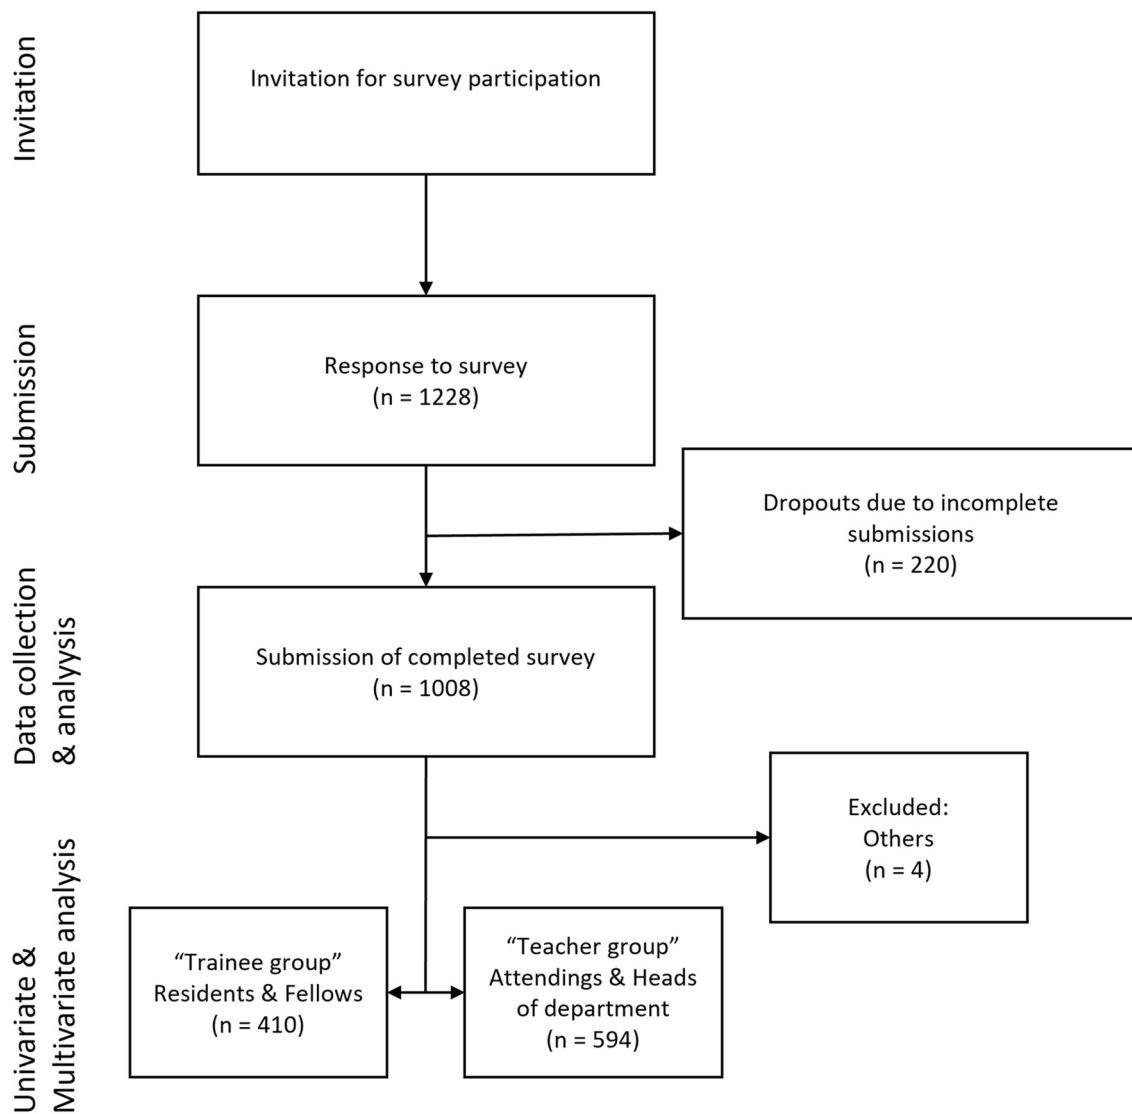 Invitation
Invitation for survey participation
Submission
Response to survey
(n = 1228)
Dropouts due to incomplete
submissions
(n = 220)
Data collection
& analyysis
Submission of completed survey
(n = 1008)
Excluded:
Others
(n = 4)
Univariate &
Multivariate analysis
“Trainee group”
Residents & Fellows
(n = 410)
“Teacher group”
Attendings & Heads
of department
(n = 594)